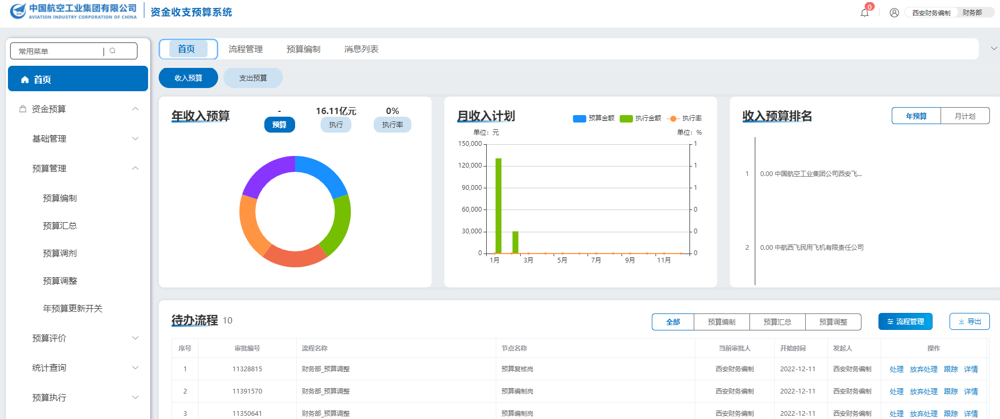 中国航空工业集团有限公司
AVIATION INDUSTRY CORPORATION OF CHINA
资金收支预算系统
0
西安财务编制 财务部
常用菜单
首页
资金预算
基础管理
预算管理
预算编制
预算汇总
预算调剂
预算调整
年预算更新开关
预算评价
统计查询
预算执行
首页 流程管理 预算编制 消息列表
收入预算 支出预算
年收入预算
- 16.11亿元 0%
预算 执行 执行率
月收入计划
预算金额 执行金额 执行率
单位：元 单位：%
150,000 1
120,000 1
90,000 1
60,000 0
30,000 0
0 0
1月 3月 5月 7月 9月 11月
收入预算排名
年预算 月计划
1 0.00 中国航空工业集团公司西安飞...
2 0.00 中航西飞民用飞机有限责任公司
待办流程 10
全部 预算编制 预算汇总 预算调整 流程管理 导出
序号 审批编号 流程名称 节点名称 当前审批人 开始时间 发起人 操作
1 11328815 财务部_预算调整 预算复核岗 西安财务编制 2022-12-11 西安财务编制 处理 放弃处理 跟踪 详情
2 11391570 财务部_预算调整 预算编制岗 西安财务编制 2022-12-11 西安财务编制 处理 放弃处理 跟踪 详情
3 11350641 财务部_预算调整 预算编制岗 西安财务编制 2022-12-11 西安财务编制 处理 放弃处理 跟踪 详情